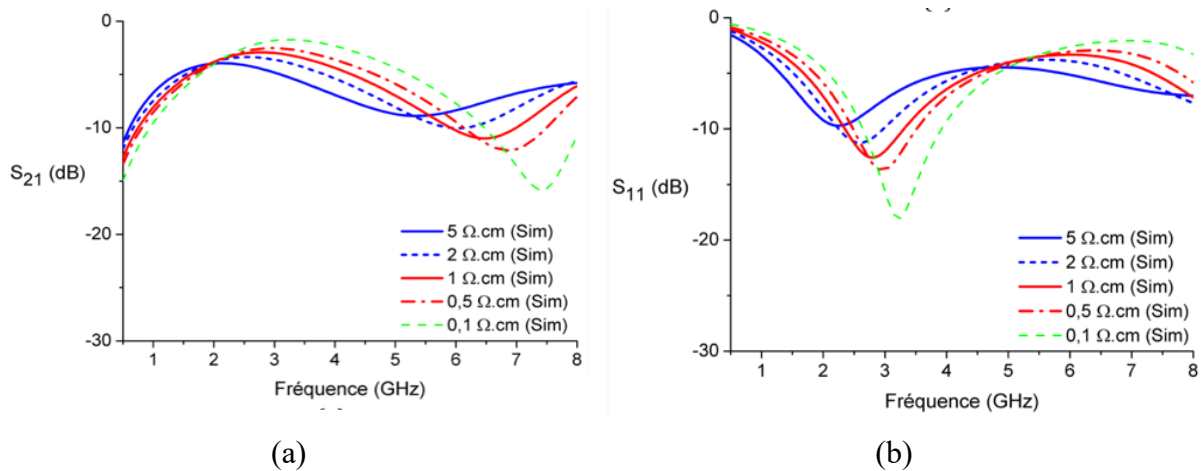 0
-10
S21 (dB)
-20
-30
5 Ω.cm (Sim)
2 Ω.cm (Sim)
1 Ω.cm (Sim)
0,5 Ω.cm (Sim)
0,1 Ω.cm (Sim)
1 2 3 4 5 6 7 8
Fréquence (GHz)
(a)
0
-5
-10
S11 (dB)
-15
-20
-25
-30
5 Ω.cm (Sim)
2 Ω.cm (Sim)
1 Ω.cm (Sim)
0,5 Ω.cm (Sim)
0,1 Ω.cm (Sim)
1 2 3 4 5 6 7 8
Fréquence (GHz)
(b)